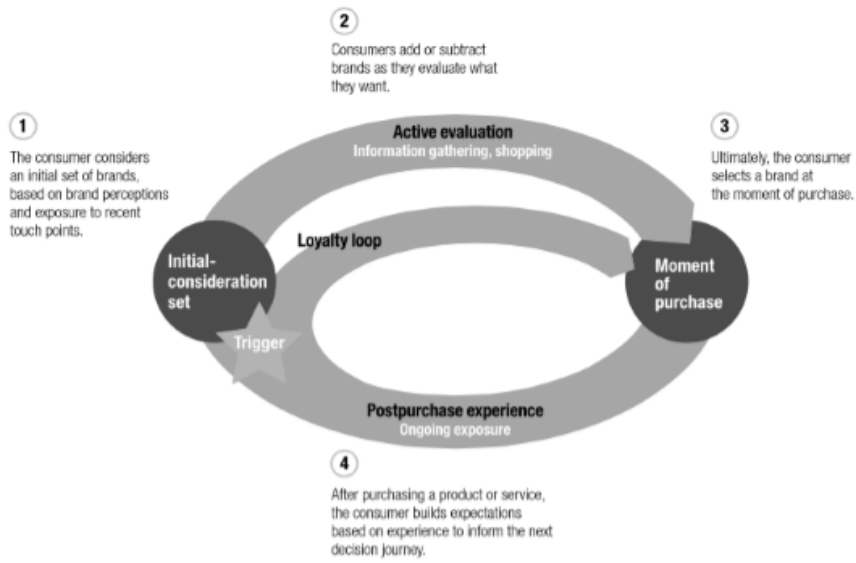 1
The consumer considers
an initial set of brands,
based on brand perceptions
and exposure to recent
touch points.
2
Consumers add or subtract
brands as they evaluate what
they want.
3
Ultimately, the consumer
selects a brand at
the moment of purchase.
Active evaluation
Information gathering, shopping
Loyalty loop
Initial-
consideration
set
Trigger
Moment
of
purchase
Postpurchase experience
Ongoing exposure
4
After purchasing a product or service,
the consumer builds expectations
based on experience to inform the next
decision journey.